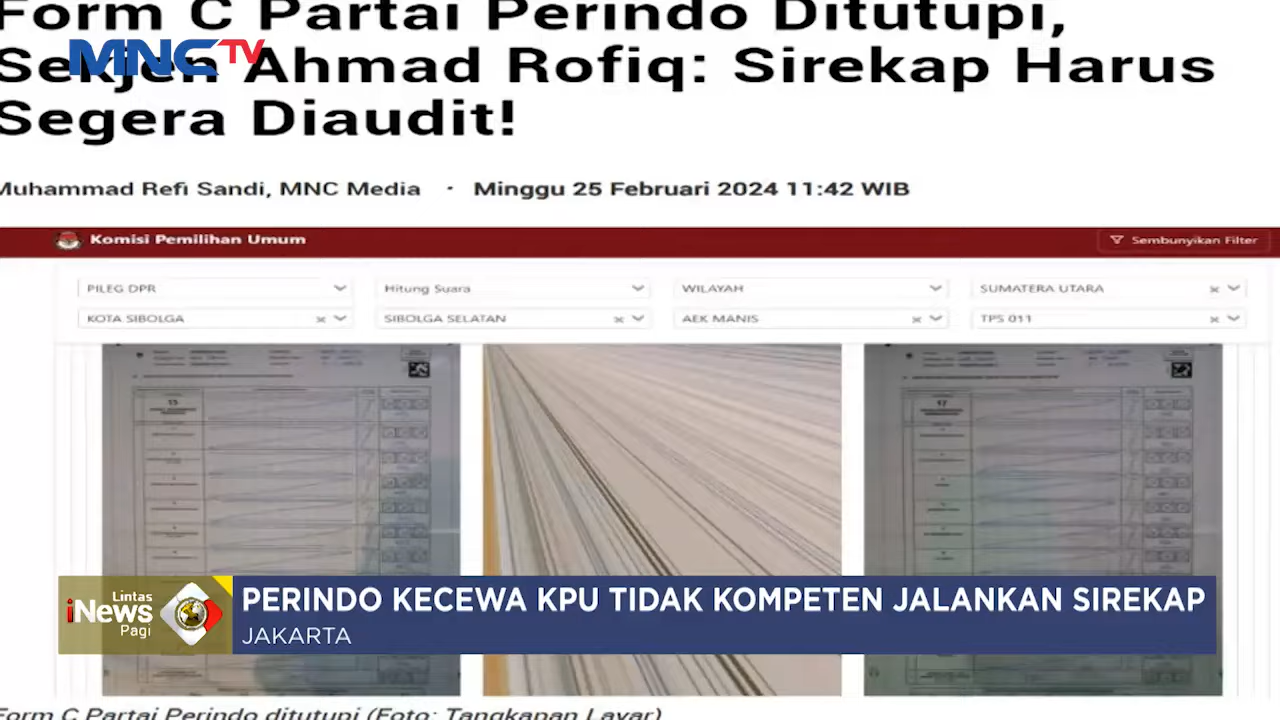 Form C Partai Perindo Ditutupi,
MNCTV
Sekjen Ahmad Rofiq: Sirekap Harus
Segera Diaudit!
Muhammad Refi Sandi, MNC Media · Minggu 25 Februari 2024 11:42 WIB
Komisi Pemilihan Umum
Sembunyikan Filter
PILEG DPR
Hitung Suara
WILAYAH
SUMATERA UTARA
KOTA SIBOLGA
SIBOLGA SELATAN
AEK MANIS
TPS 011
15
17
Lintas
iNews
Pagi
PERINDO KECEWA KPU TIDAK KOMPETEN JALANKAN SIREKAP
JAKARTA
Form C Partai Perindo ditutupi (Foto: Tangkapan Layar)